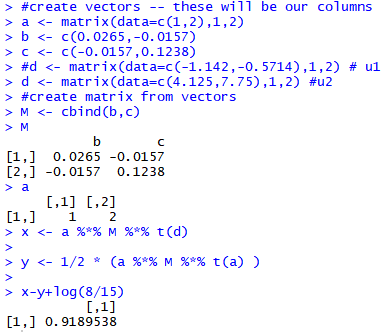 > #create vectors -- these will be our columns
> a <- matrix(data=c(1,2),1,2)
> b <- c(0.0265,-0.0157)
> c <- c(-0.0157,0.1238)
> #d <- matrix(data=c(-1.142,-0.5714),1,2) # u1
> d <- matrix(data=c(4.125,7.75),1,2) #u2
> #create matrix from vectors
> M <- cbind(b,c)
> M
b c
[1,] 0.0265 -0.0157
[2,] -0.0157 0.1238
> a
[,1] [,2]
[1,] 1 2
> x <- a %*% M %*% t(d)
>
> y <- 1/2 * (a %*% M %*% t(a) )
>
> x-y+log(8/15)
[,1]
[1,] 0.9189538